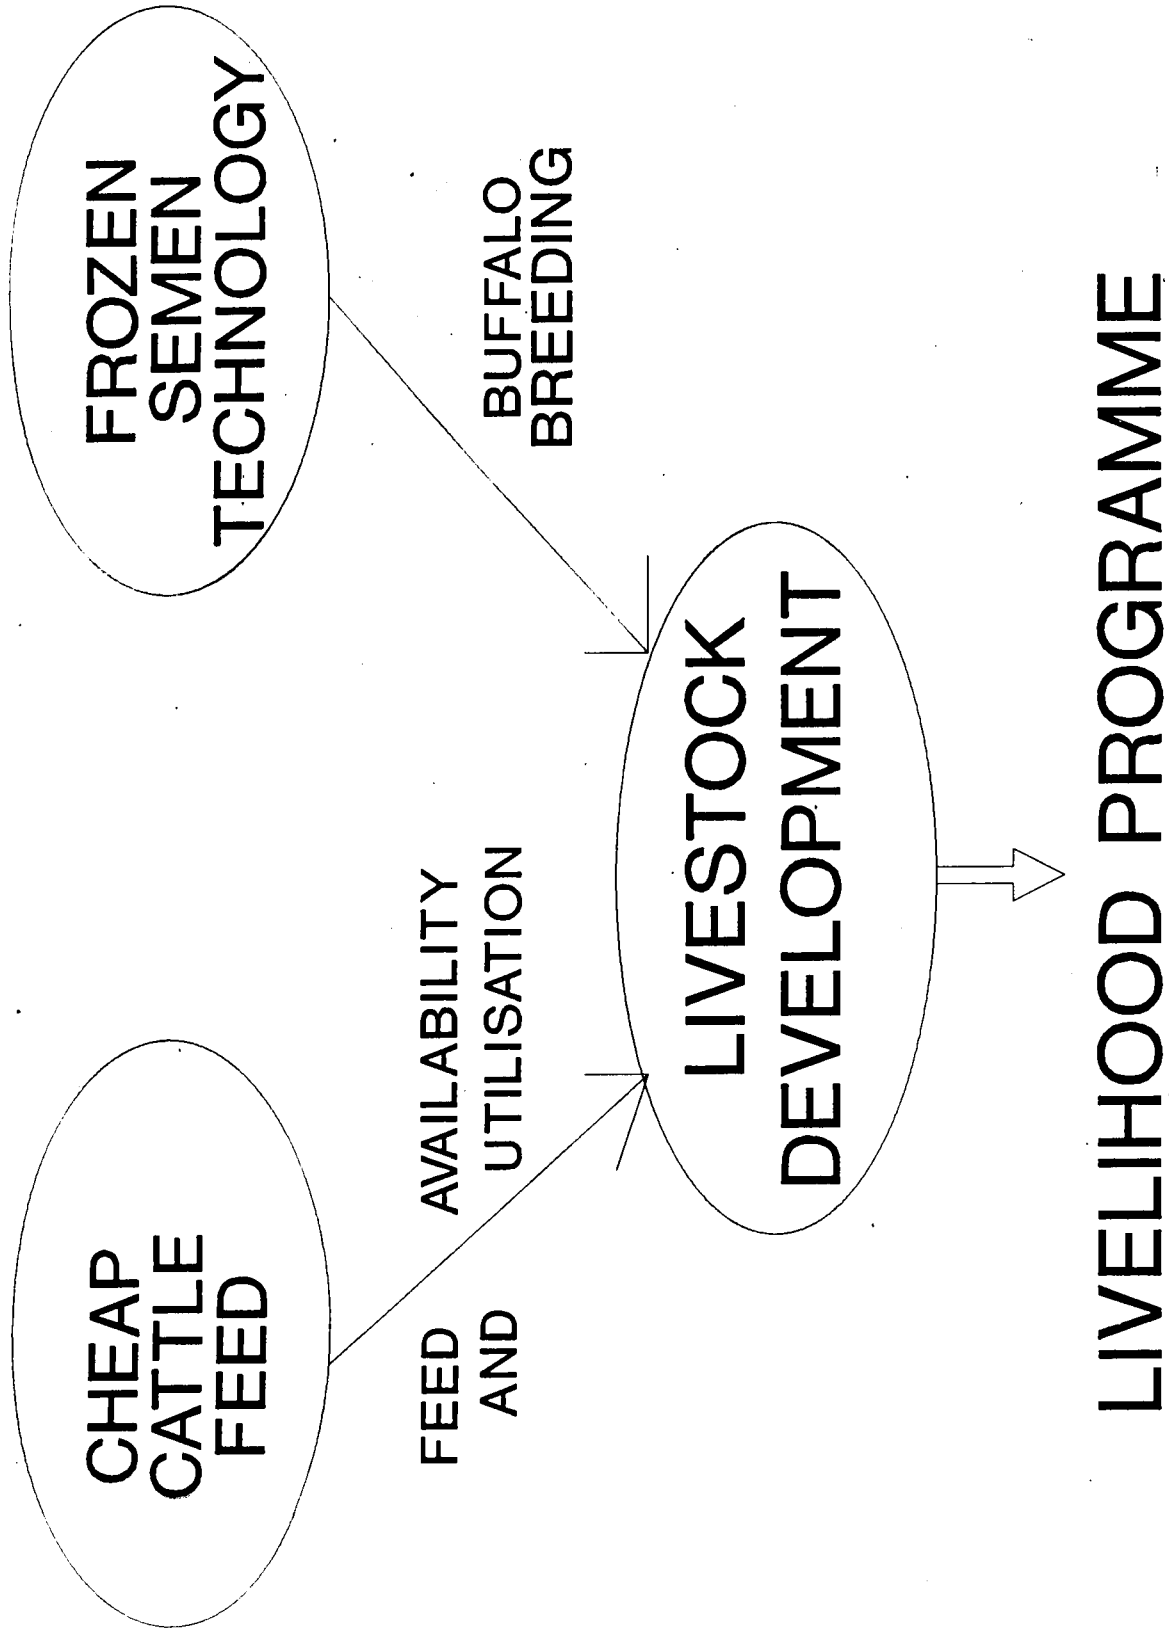 CHEAP
CATTLE
FEED
FROZEN
SEMEN
TECHNOLOGY
FEED AVAILABILITY
AND UTILISATION
BUFFALO
BREEDING
LIVESTOCK
DEVELOPMENT
LIVELIHOOD PROGRAMME